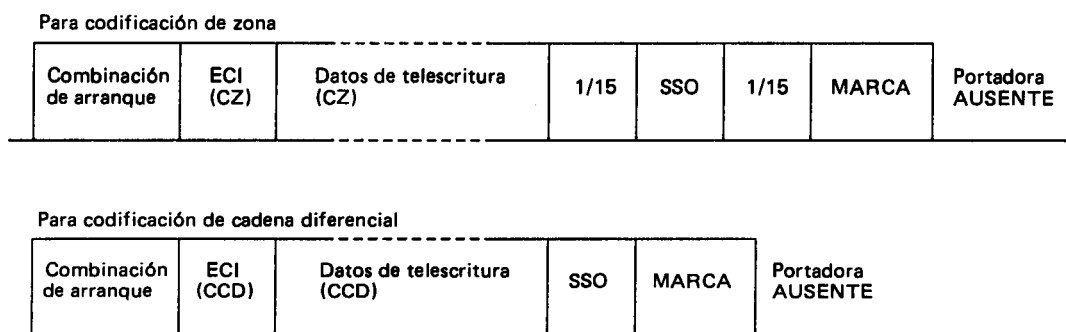 Para codificación de zona
Combinación de arranque
ECI (CZ)
Datos de telescritura (CZ)
1/15
SSO
1/15
MARCA
Portadora AUSENTE
Para codificación de cadena diferencial
Combinación de arranque
ECI (CCD)
Datos de telescritura (CCD)
SSO
MARCA
Portadora AUSENTE